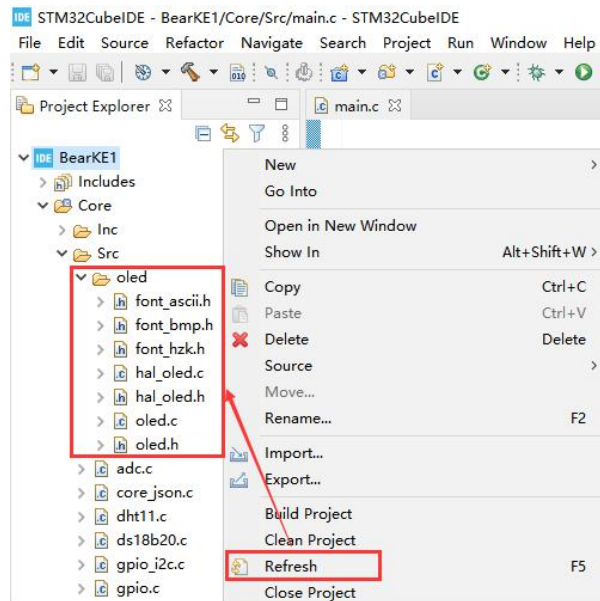 IDE STM32CubeIDE - BearKE1/Core/Src/main.c - STM32CubeIDE
File Edit Source Refactor Navigate Search Project Run Window Help
010
Project Explorer
main.c
IDE BearKE1
Includes
Core
Inc
Src
oled
font_ascii.h
font_bmp.h
font_hzk.h
hal_oled.c
hal_oled.h
oled.c
oled.h
adc.c
core_json.c
dht11.c
ds18b20.c
gpio_i2c.c
gpio.c
New
Go Into
Open in New Window
Show In Alt+Shift+W
Copy Ctrl+C
Paste Ctrl+V
Delete Delete
Source
Move...
Rename... F2
Import...
Export...
Build Project
Clean Project
Refresh F5
Close Project